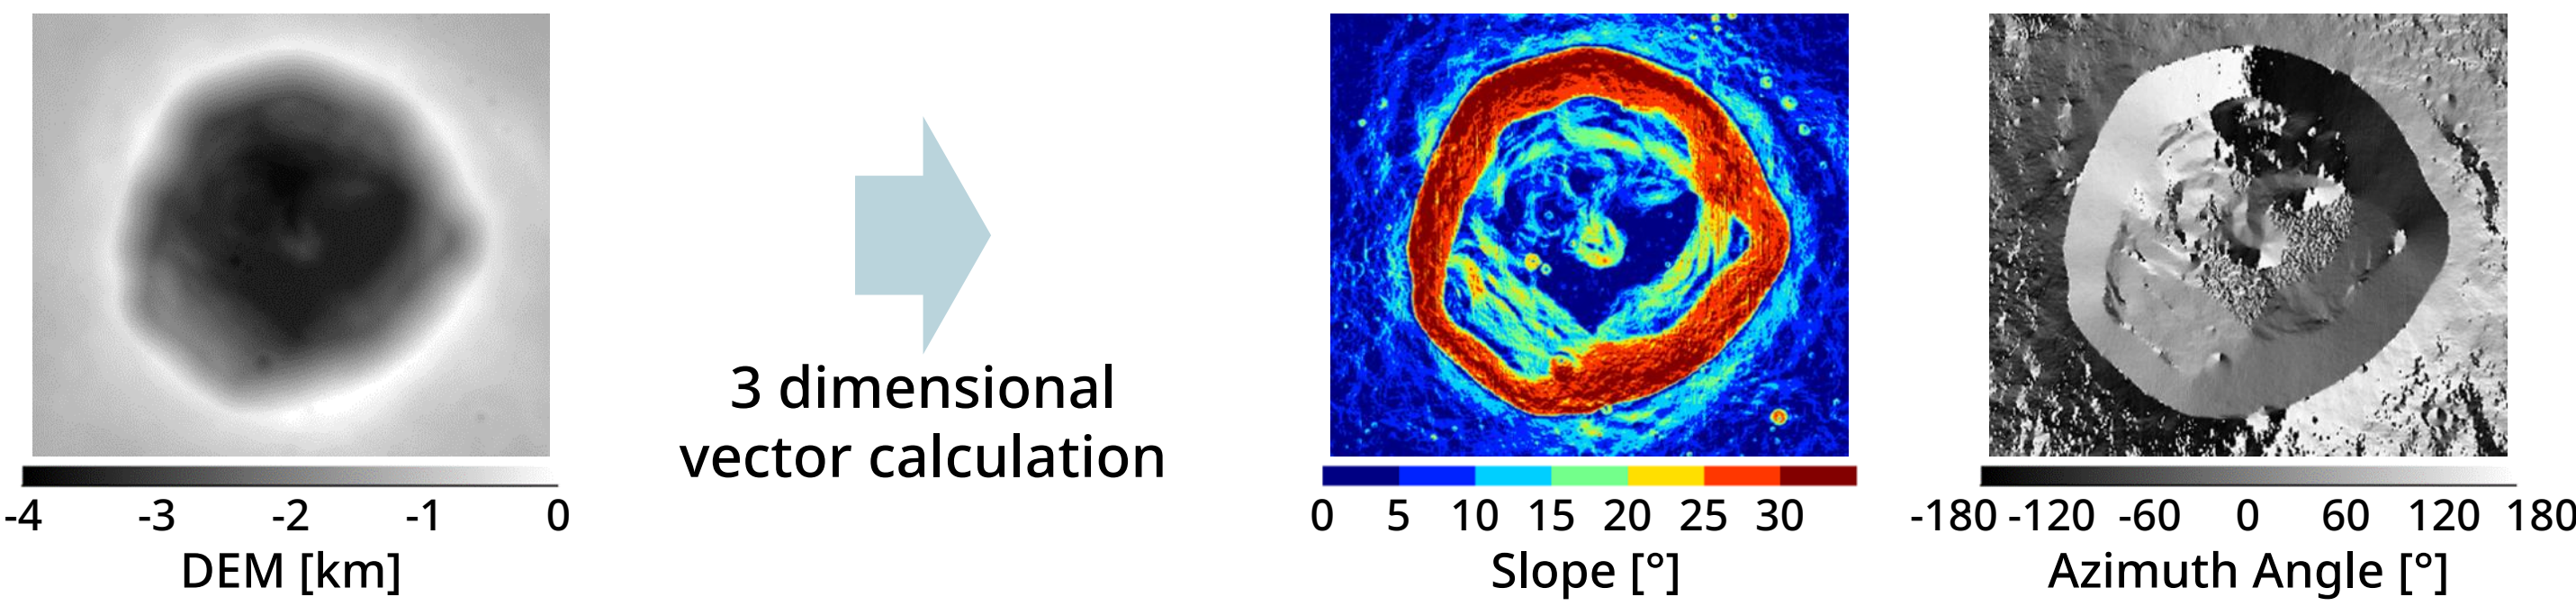 -4 -3 -2 -1 0
DEM [km]
3 dimensional
vector calculation
0 5 10 15 20 25 30
Slope [°]
-180 -120 -60 0 60 120 180
Azimuth Angle [°]